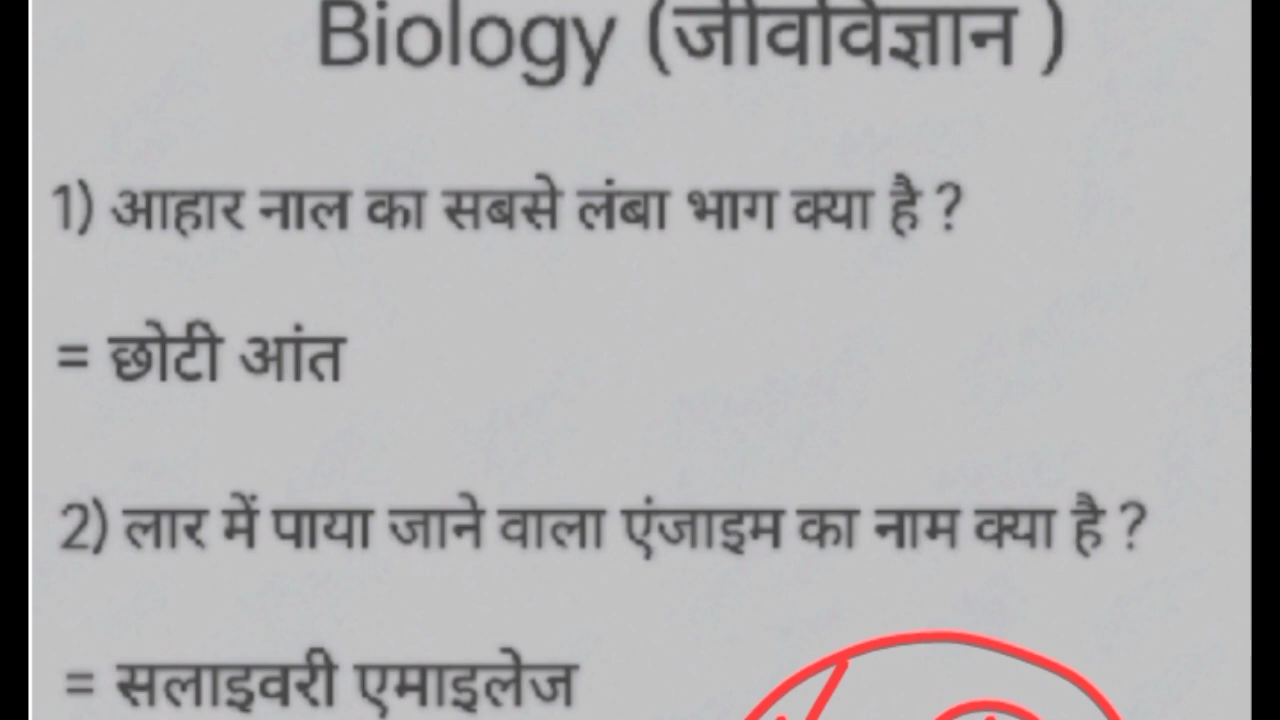 Biology (जीवविज्ञान )
1) आहार नाल का सबसे लंबा भाग क्या है ?
= छोटी आंत
2) लार में पाया जाने वाला एंजाइम का नाम क्या है ?
= सलाइवरी एमाइलेज